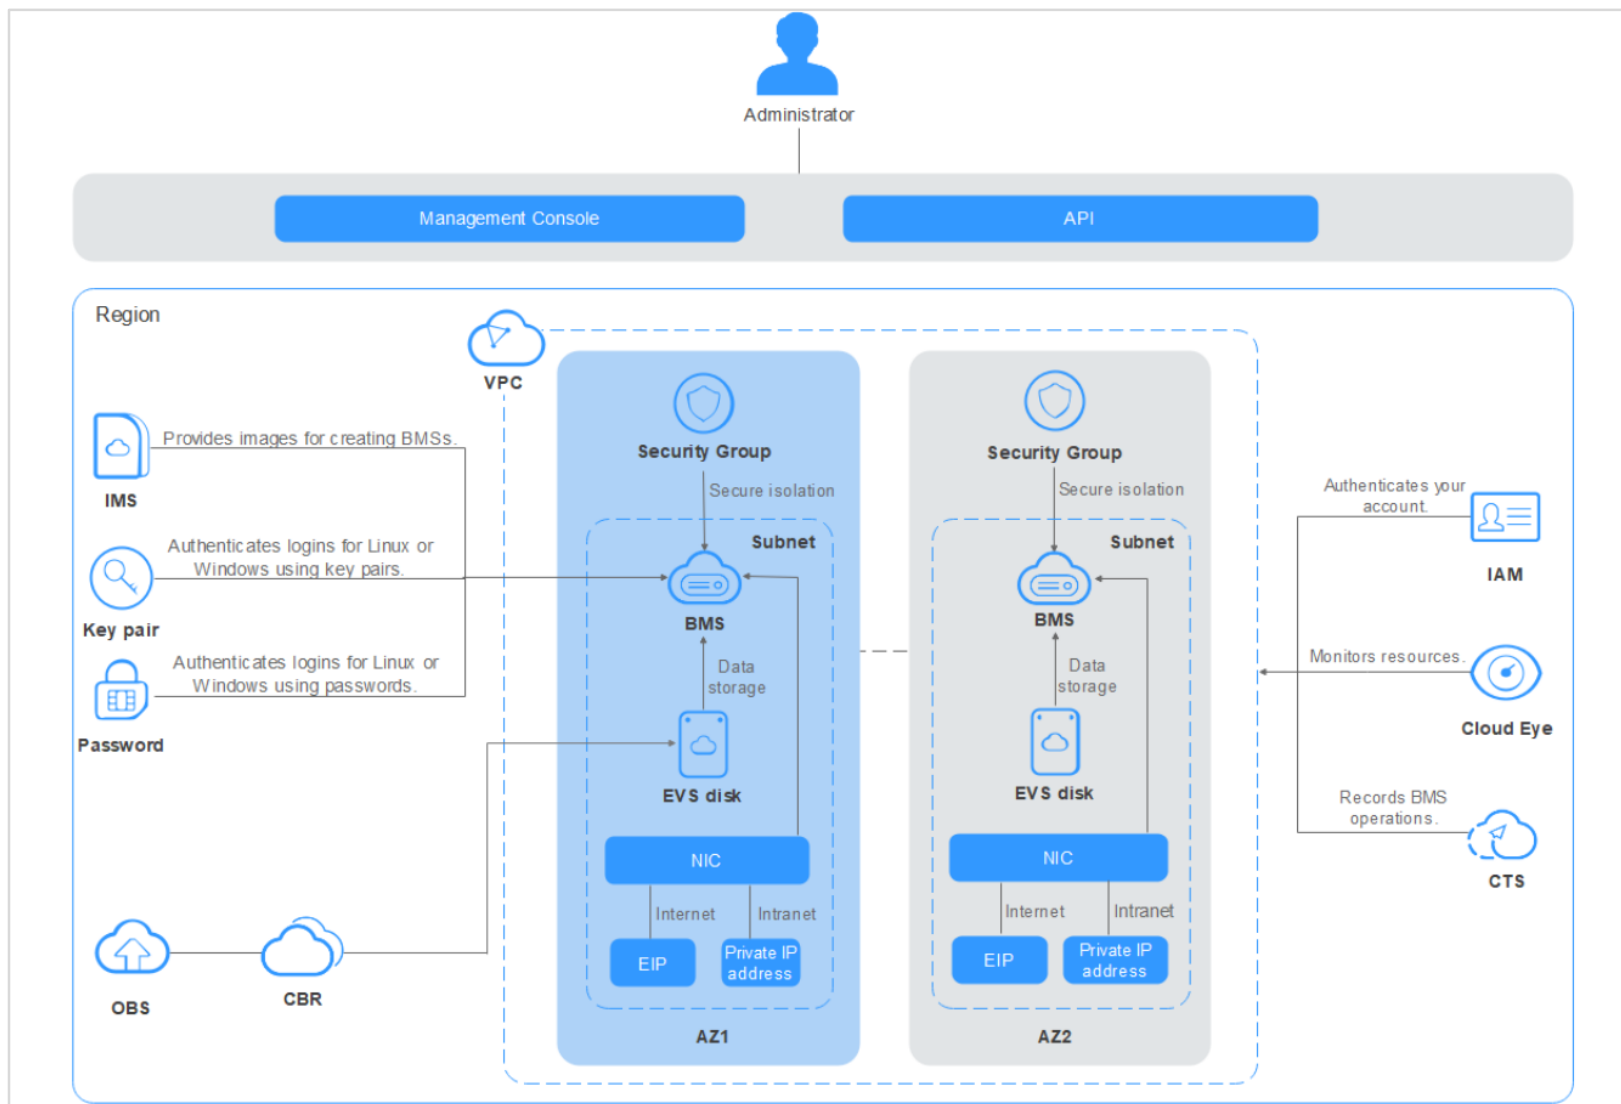 Administrator
Management Console
API
Region
VPC
Provides images for creating BMSs.
IMS
Authenticates logins for Linux or
Windows using key pairs.
Key pair
Authenticates logins for Linux or
Windows using passwords.
Password
OBS
CBR
Security Group
Secure isolation
Subnet
BMS
Data
storage
EVS disk
NIC
Internet
Intranet
EIP
Private IP
address
AZ1
Security Group
Secure isolation
Subnet
BMS
Data
storage
EVS disk
NIC
Internet
Intranet
EIP
Private IP
address
AZ2
Authenticates your
account.
IAM
Monitors resources.
Cloud Eye
Records BMS
operations.
CTS